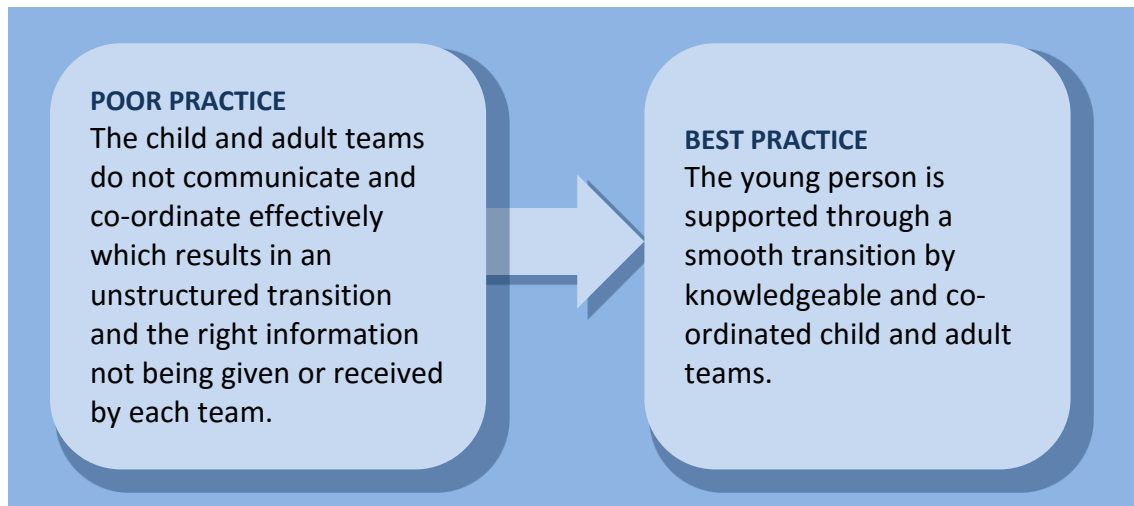 POOR PRACTICE
The child and adult teams
do not communicate and
co-ordinate effectively
which results in an
unstructured transition
and the right information
not being given or received
by each team.
BEST PRACTICE
The young person is
supported through a
smooth transition by
knowledgeable and co-
ordinated child and adult
teams.